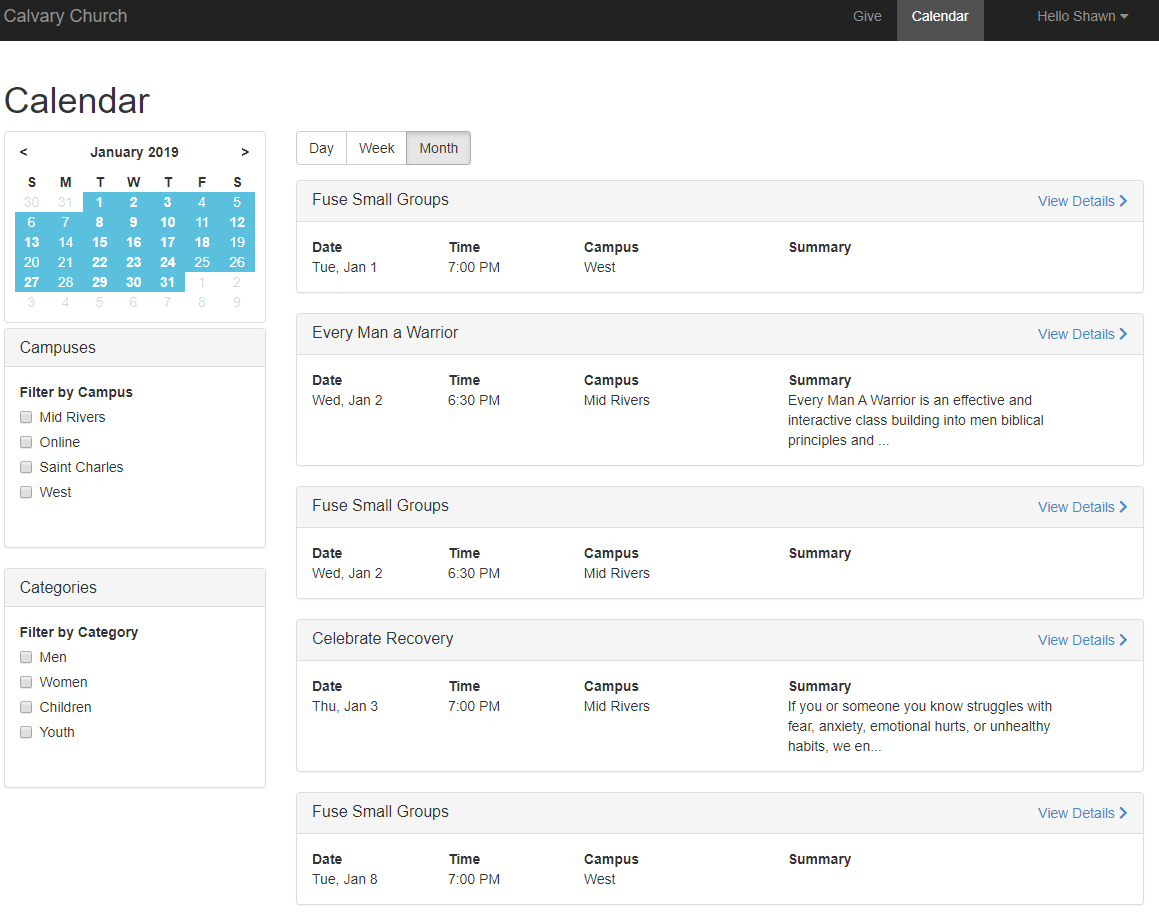 Calvary Church Give Calendar Hello Shawn
Calendar
< January 2019 >
S M T W T F S
30 31 1 2 3 4 5
6 7 8 9 10 11 12
13 14 15 16 17 18 19
20 21 22 23 24 25 26
27 28 29 30 31 1 2
3 4 5 6 7 8 9
Campuses
Filter by Campus
Mid Rivers
Online
Saint Charles
West
Categories
Filter by Category
Men
Women
Children
Youth
Day Week Month
Fuse Small Groups View Details
Date Time Campus Summary
Tue, Jan 1 7:00 PM West
Every Man a Warrior View Details
Date Time Campus Summary
Wed, Jan 2 6:30 PM Mid Rivers Every Man A Warrior is an effective and
interactive class building into men biblical
principles and ...
Fuse Small Groups View Details
Date Time Campus Summary
Wed, Jan 2 6:30 PM Mid Rivers
Celebrate Recovery View Details
Date Time Campus Summary
Thu, Jan 3 7:00 PM Mid Rivers If you or someone you know struggles with
fear, anxiety, emotional hurts, or unhealthy
habits, we en...
Fuse Small Groups View Details
Date Time Campus Summary
Tue, Jan 8 7:00 PM West